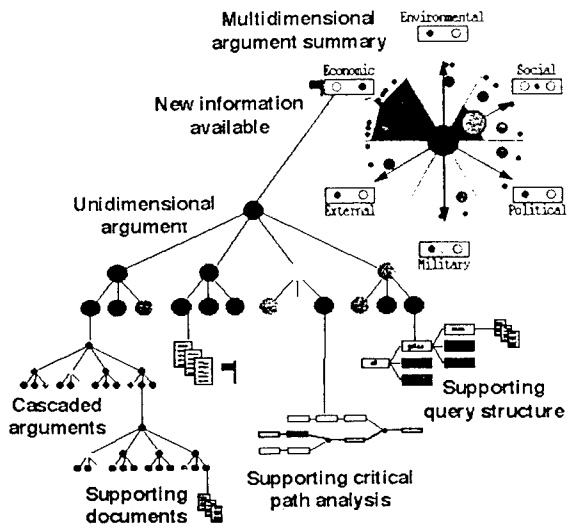 Multidimensional
argument summary
Environmental
Economic
Social
New information
available
Unidimensional
argument
External
Political
Military
Cascaded
arguments
Supporting
query structure
Supporting critical
path analysis
Supporting
documents